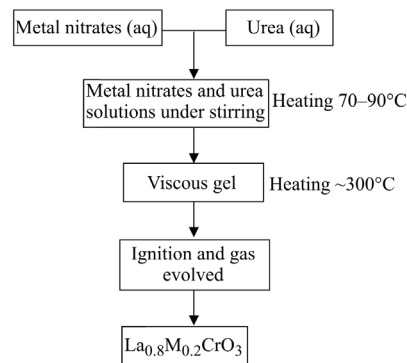 Metal nitrates (aq)
Urea (aq)
Metal nitrates and urea
solutions under stirring
Heating 70–90°C
Viscous gel
Heating ~300°C
Ignition and gas
evolved
La₀.₈M₀.₂CrO₃